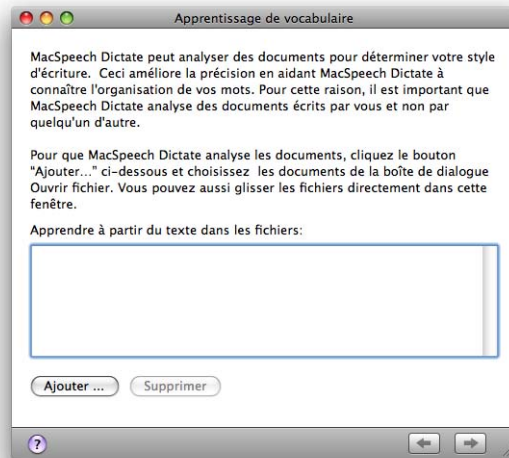 Apprentissage de vocabulaire
MacSpeech Dictate peut analyser des documents pour déterminer votre style
d'écriture.  Ceci améliore la précision en aidant MacSpeech Dictate à
connaître l'organisation de vos mots. Pour cette raison, il est important que
MacSpeech Dictate analyse des documents écrits par vous et non par
quelqu'un d'autre.
Pour que MacSpeech Dictate analyse les documents, cliquez le bouton
“Ajouter...” ci-dessous et choisissez  les documents de la boîte de dialogue
Ouvrir fichier. Vous pouvez aussi glisser les fichiers directement dans cette
fenêtre.
Apprendre à partir du texte dans les fichiers:
Ajouter ... Supprimer
?